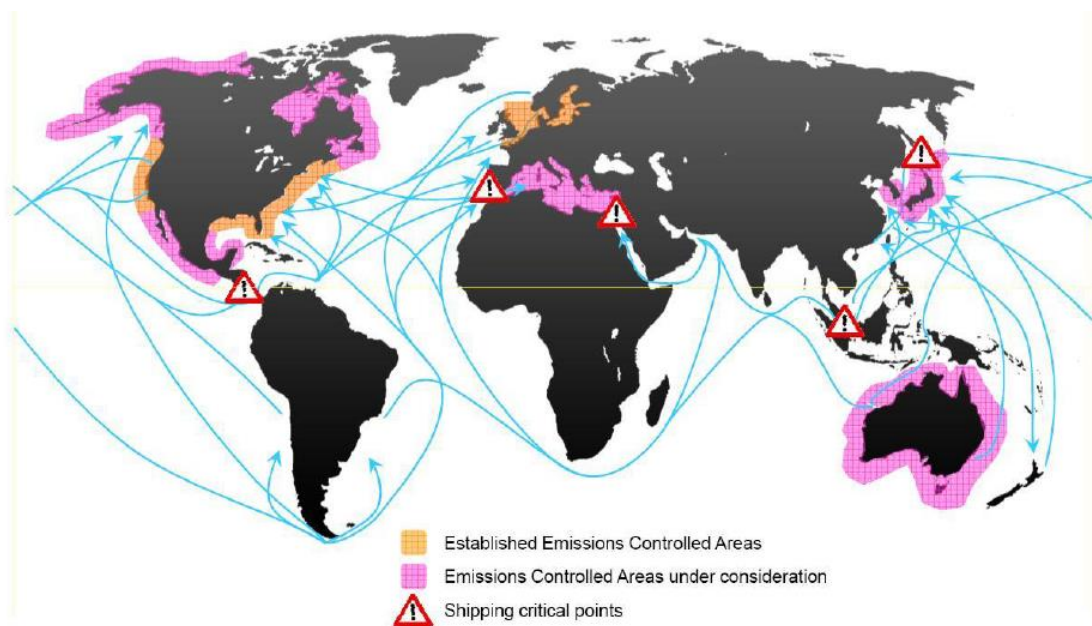 Established Emissions Controlled Areas
Emissions Controlled Areas under consideration
Shipping critical points